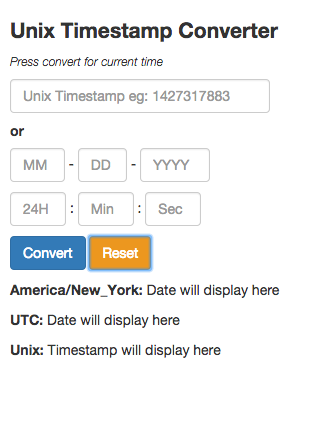 Unix Timestamp Converter
Press convert for current time
Unix Timestamp eg: 1427317883
or
MM - DD - YYYY
24H : Min : Sec
Convert Reset
America/New_York: Date will display here
UTC: Date will display here
Unix: Timestamp will display here